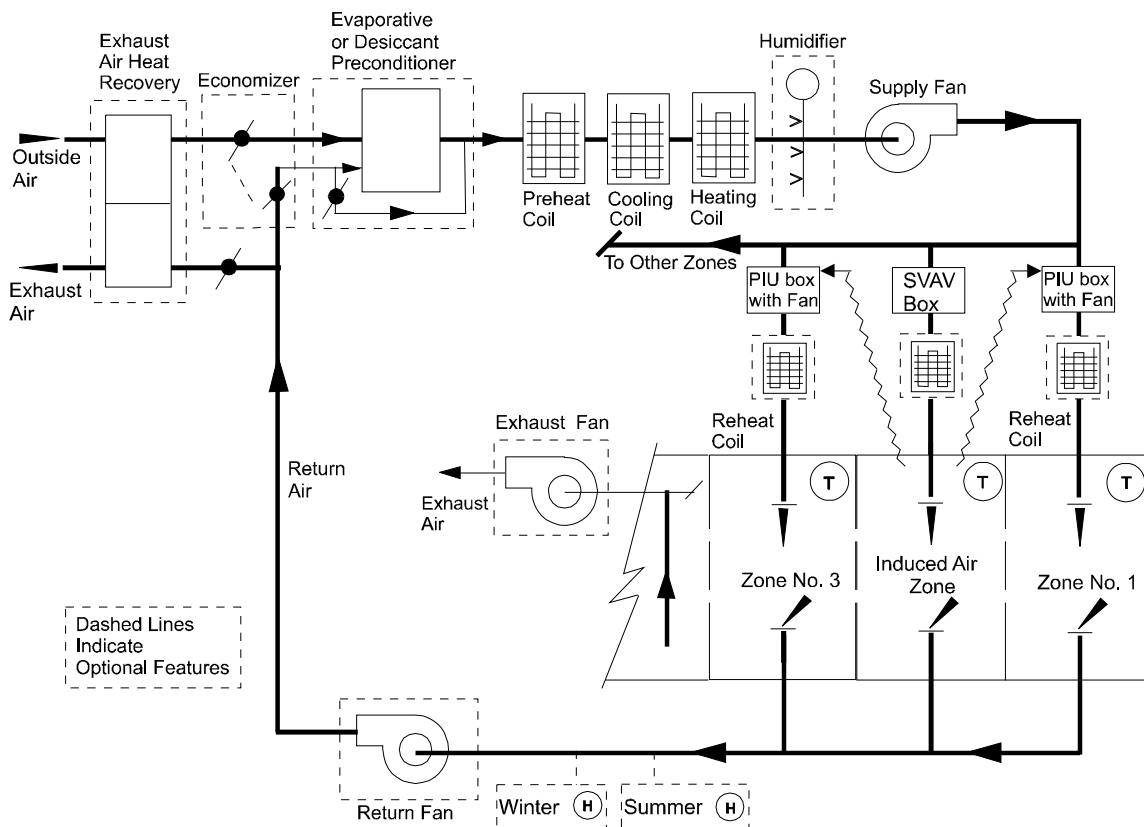 Exhaust
Air Heat
Recovery
Economizer
Evaporative
or Desiccant
Preconditioner
Humidifier
Supply Fan
Outside
Air
Preheat
Coil
Cooling
Coil
Heating
Coil
To Other Zones
Exhaust
Air
PIU box
with Fan
SVAV
Box
PIU box
with Fan
Reheat
Coil
Reheat
Coil
Exhaust Fan
Exhaust
Air
Return
Air
T
T
T
Zone No. 3
Induced Air
Zone
Zone No. 1
Dashed Lines
Indicate
Optional Features
Return Fan
Winter H
Summer H